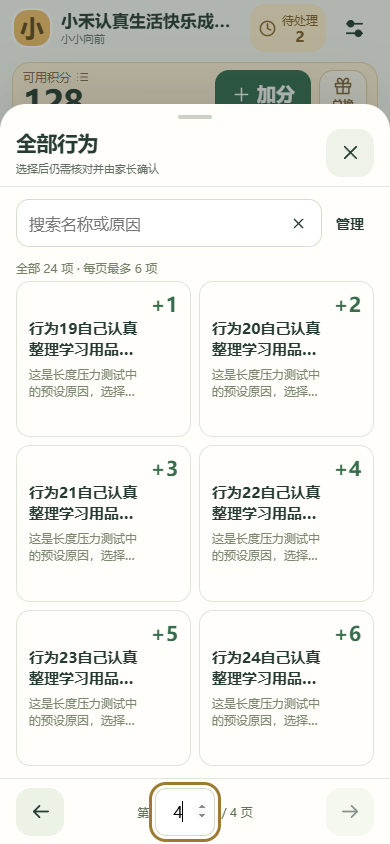 小
小禾认真生活快乐成...
小小向前
待处理
2
可用积分
128
+ 加分
兑换
全部行为
选择后仍需核对并由家长确认
搜索名称或原因
管理
全部 24 项 · 每页最多 6 项
+1
行为19自己认真
整理学习用品...
这是长度压力测试中
的预设原因，选择...
+2
行为20自己认真
整理学习用品...
这是长度压力测试中
的预设原因，选择...
+3
行为21自己认真
整理学习用品...
这是长度压力测试中
的预设原因，选择...
+4
行为22自己认真
整理学习用品...
这是长度压力测试中
的预设原因，选择...
+5
行为23自己认真
整理学习用品...
这是长度压力测试中
的预设原因，选择...
+6
行为24自己认真
整理学习用品...
这是长度压力测试中
的预设原因，选择...
第 4 / 4 页